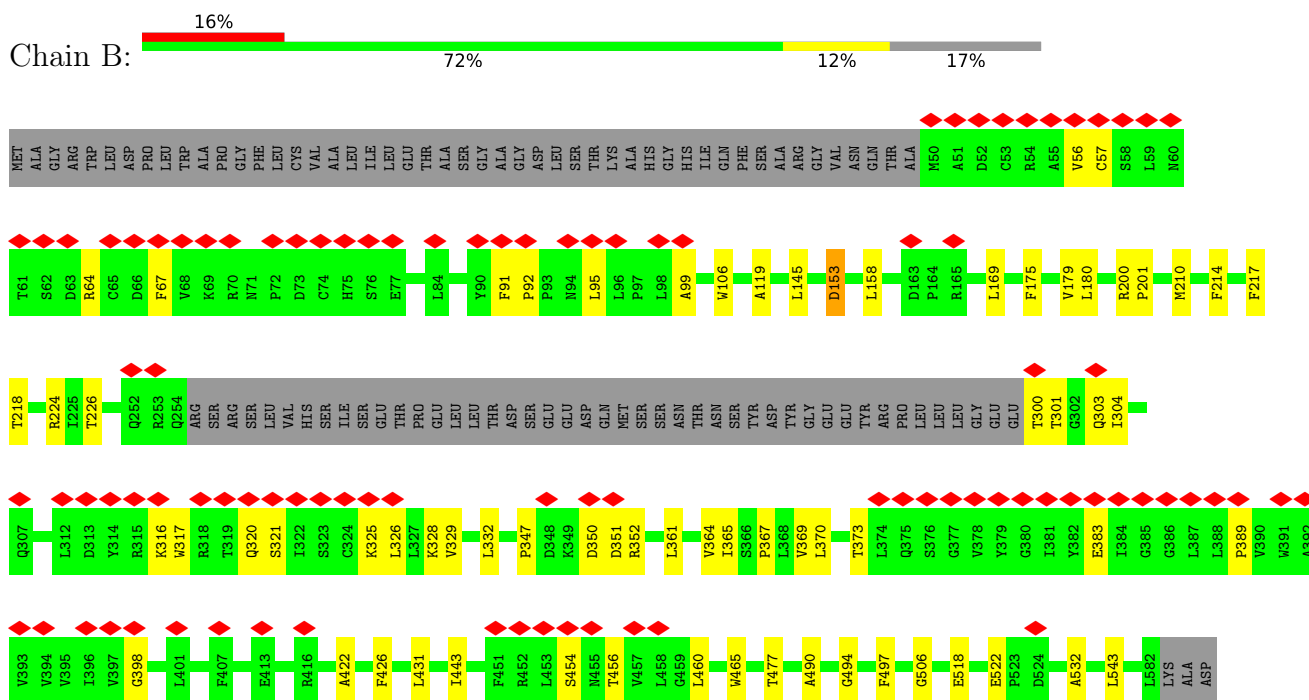 16%
Chain B:
72% 12% 17%
MET ALA GLY ARG TRP LEU ASP PRO LEU TRP ALA PRO GLY PHE LEU CYS VAL ALA LEU ILE LEU GLU THR ALA SER GLY ALA GLY ASP LEU SER THR LYS ALA HIS GLY HIS ILE GLN PHE SER ALA ARG GLY VAL ASN GLN THR ALA M50 A51 D52 C53 R54 A55 V56 C57 S58 L59 N60
T61 S62 D63 R64 C65 D66 F67 V68 K69 R70 N71 P72 D73 C74 H75 S76 E77 L84 Y90 F91 P92 P93 N94 L95 L96 P97 L98 A99 W106 A119 L145 D153 L158 D163 P164 R165 L169 F175 V179 L180 R200 P201 M210 F214 F217
T218 R224 I225 T226 Q252 R253 Q254 ARG SER ARG SER LEU VAL HIS SER ILE SER GLU THR PRO GLU LEU LEU THR ASP SER GLU GLU ASP GLN MET SER SER ASN THR ASN SER TYR ASP TYR GLY GLU GLU TYR ARG PRO LEU LEU LEU GLY GLU GLU T300 T301 G302 Q303 I304
Q307 L312 D313 Y314 R315 K316 W317 R318 T319 Q320 S321 I322 S323 C324 K325 L326 L327 K328 V329 L332 P347 D348 K349 D350 D351 R352 L361 V364 I365 S366 P367 L368 V369 L370 T373 L374 Q375 S376 G377 V378 Y379 G380 I381 Y382 E383 I384 G385 G386 L387 L388 P389 V390 W391 A392
V393 V394 V395 I396 V397 G398 L401 F407 E413 R416 A422 F426 L431 I443 F451 R452 L453 S454 N455 T456 V457 L458 G459 L460 W465 T477 A490 G494 F497 G506 E518 E522 P523 D524 A532 L543 L582 LYS ALA ASP